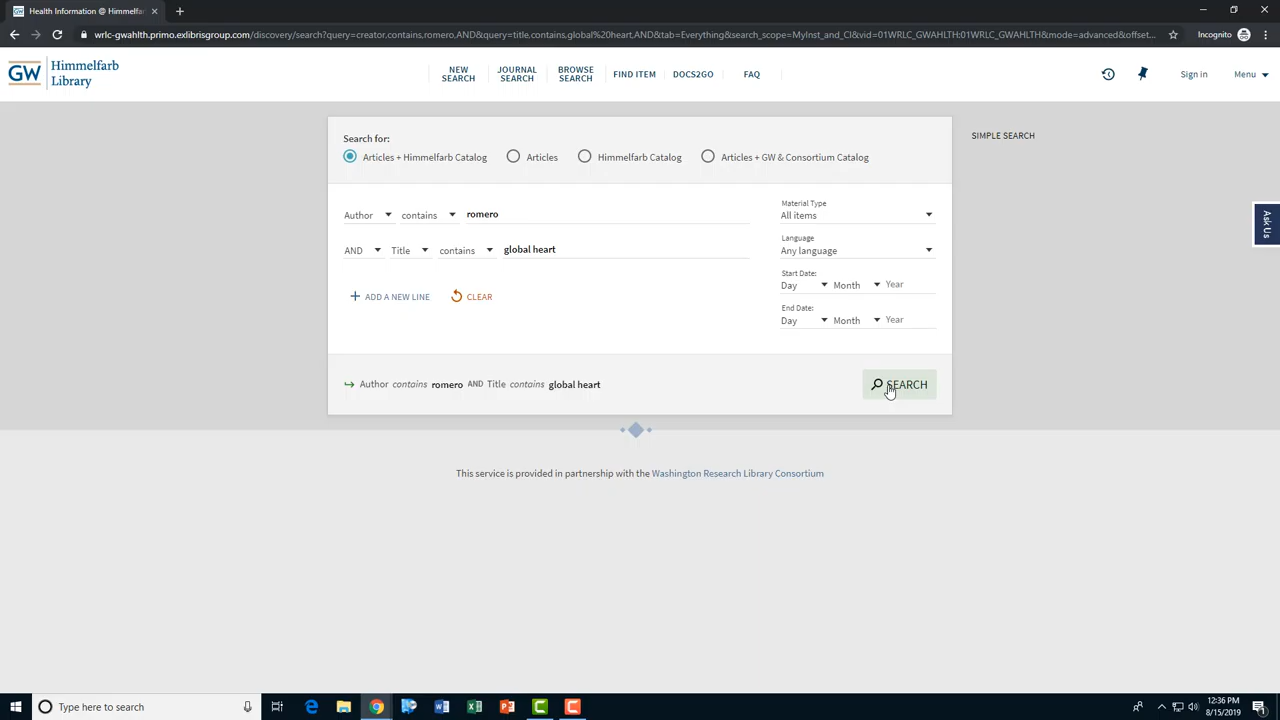 Health Information @ Himmelfar
wrlc-gwahlth.primo.exlibrisgroup.com/discovery/search?query=creator,contains,romero,AND&query=title,contains,global%20heart,AND&tab=Everything&search_scope=MyInst_and_CI&vid=01WRLC_GWAHLTH:01WRLC_GWAHLTH&mode=advanced&offset...
Incognito
GW Himmelfarb Library
NEW SEARCH
JOURNAL SEARCH
BROWSE SEARCH
FIND ITEM
DOCS2GO
FAQ
Sign in
Menu
Search for:
SIMPLE SEARCH
Articles + Himmelfarb Catalog
Articles
Himmelfarb Catalog
Articles + GW & Consortium Catalog
Author contains romero
Material Type
All items
AND Title contains global heart
Language
Any language
Start Date:
Day Month Year
+ ADD A NEW LINE CLEAR
End Date:
Day Month Year
Author contains romero AND Title contains global heart
SEARCH
Ask Us
This service is provided in partnership with the Washington Research Library Consortium
Type here to search
12:36 PM
8/15/2019